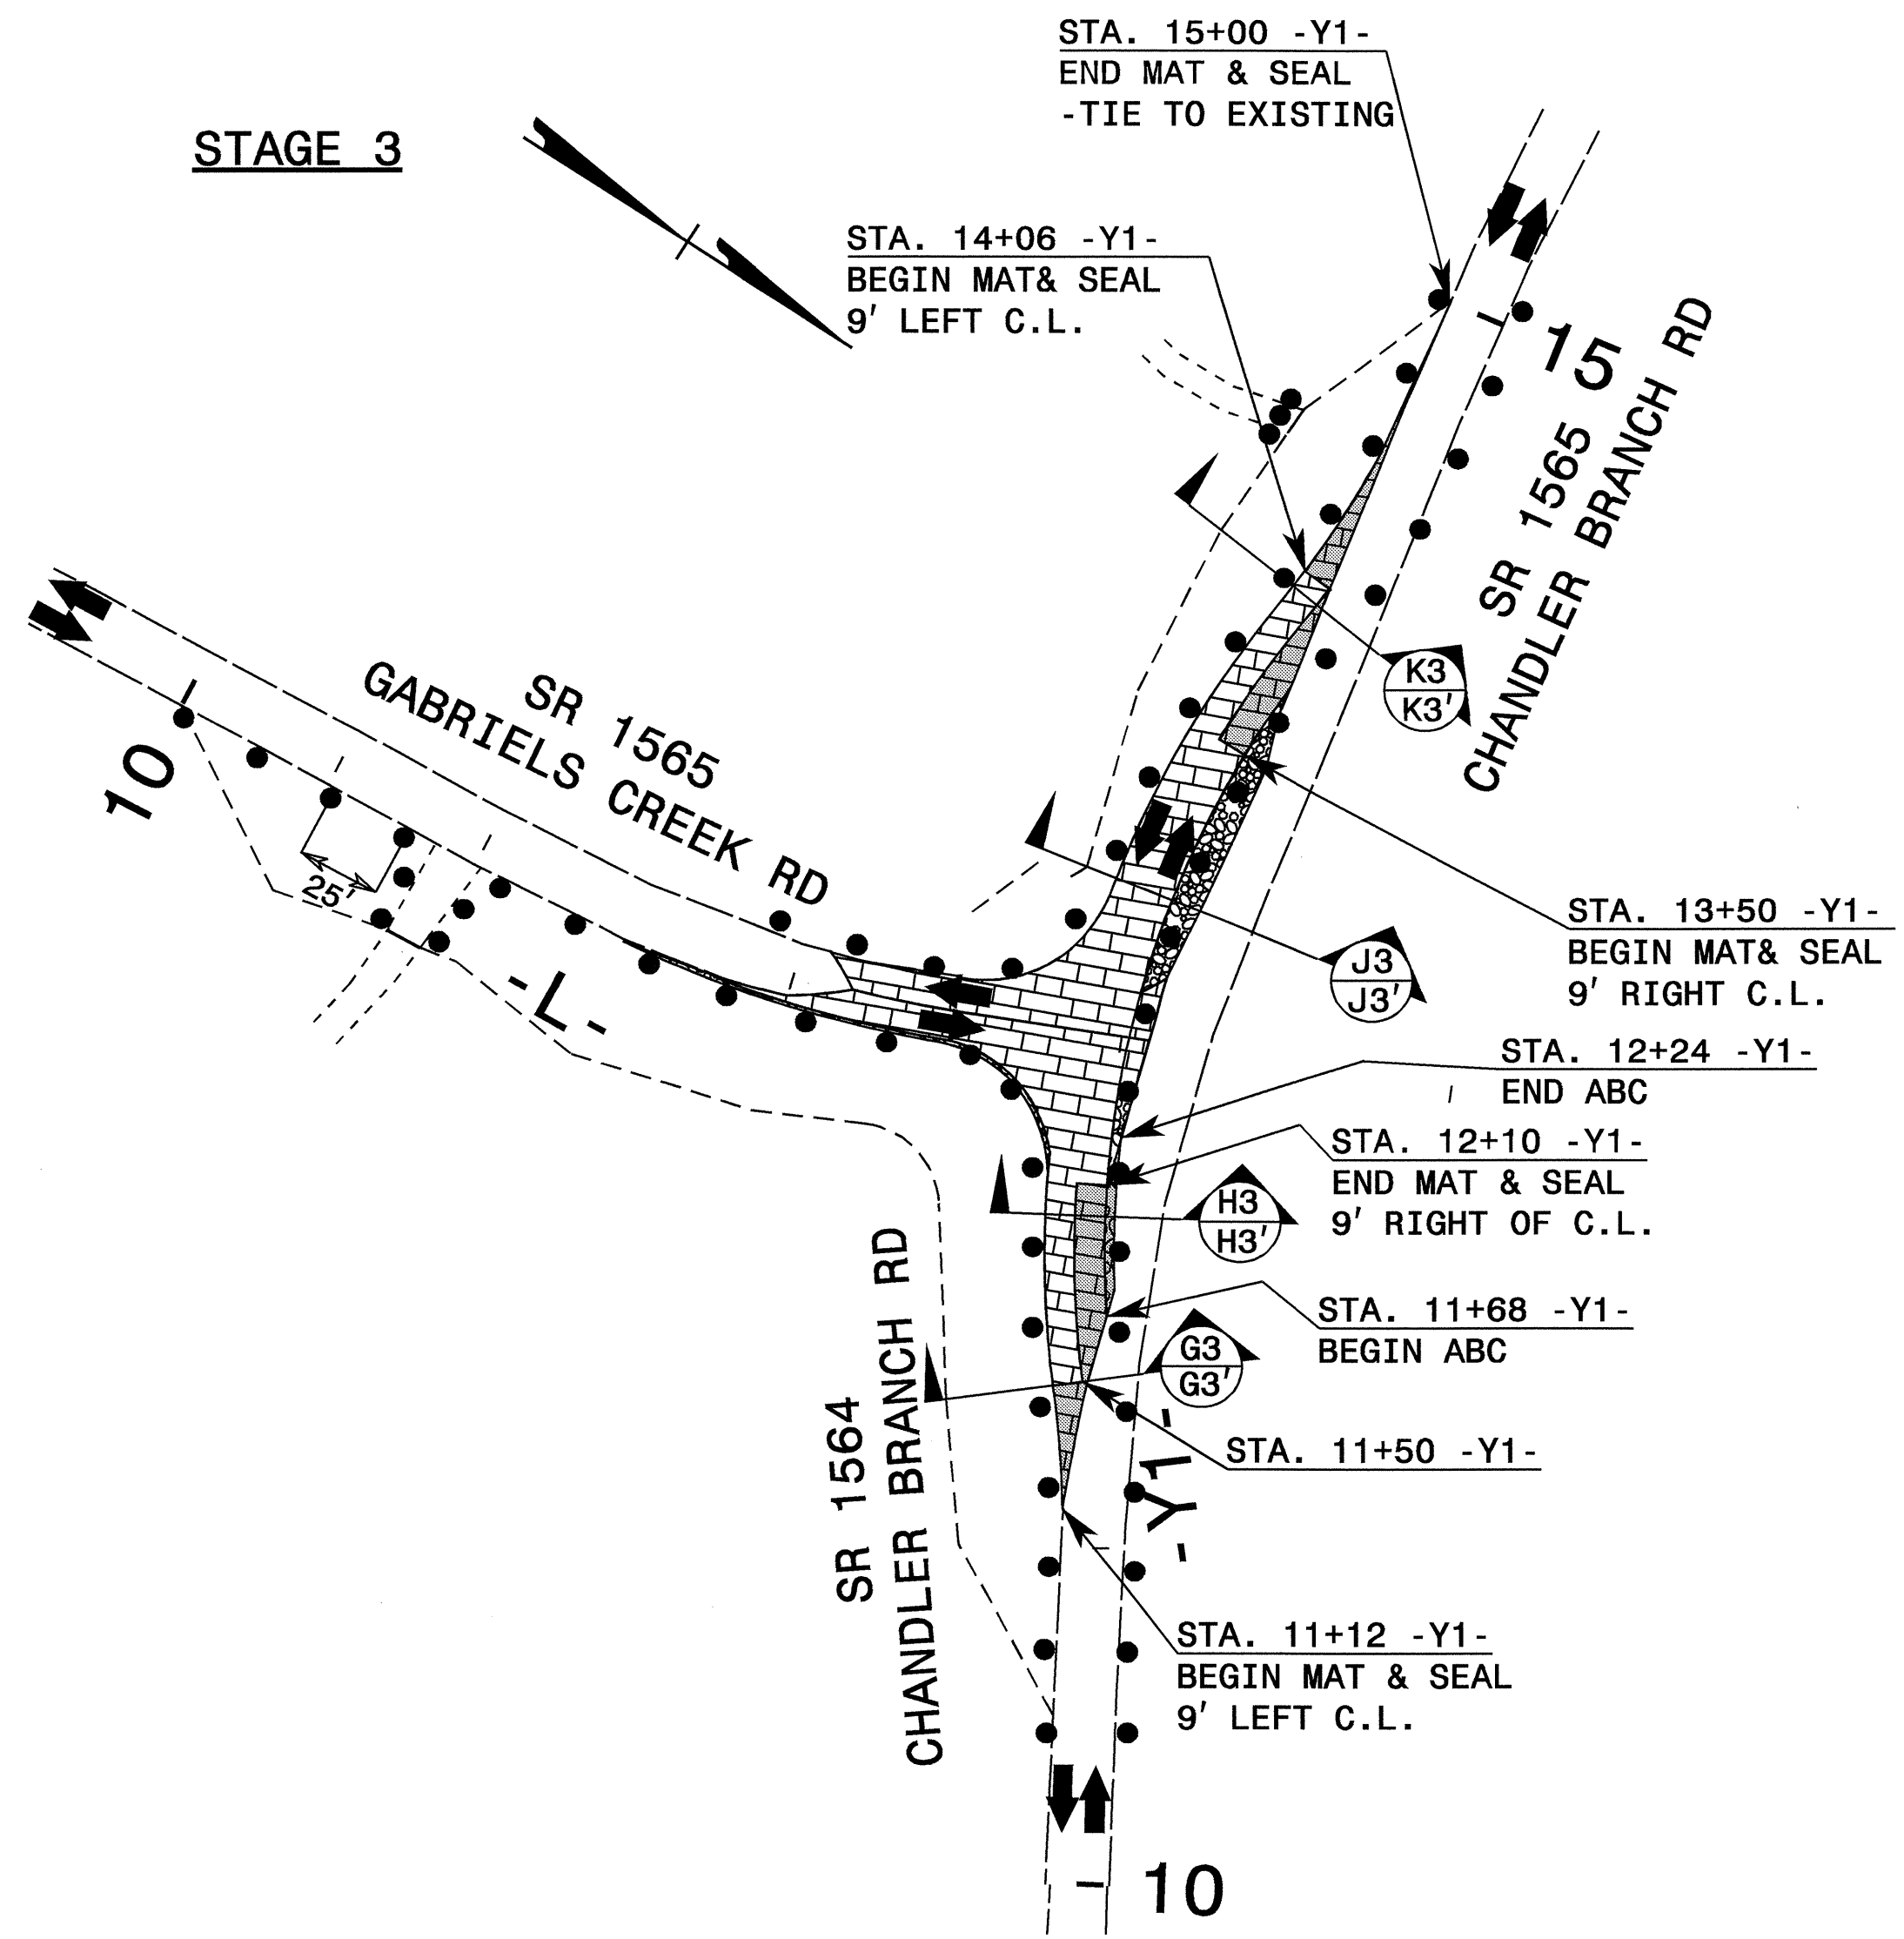 STAGE 3
STA. 15+00 -Y1-
END MAT & SEAL
-TIE TO EXISTING
STA. 14+06 -Y1-
BEGIN MAT& SEAL
9' LEFT C.L.
15
SR 1565
CHANDLER BRANCH RD
K3
K3'
SR 1565
GABRIELS CREEK RD
10
25'
-L-
STA. 13+50 -Y1-
BEGIN MAT& SEAL
9' RIGHT C.L.
J3
J3'
STA. 12+24 -Y1-
END ABC
STA. 12+10 -Y1-
END MAT & SEAL
9' RIGHT OF C.L.
H3
H3'
STA. 11+68 -Y1-
BEGIN ABC
G3
G3'
STA. 11+50 -Y1-
SR 1564
CHANDLER BRANCH RD
-Y1-
STA. 11+12 -Y1-
BEGIN MAT & SEAL
9' LEFT C.L.
10